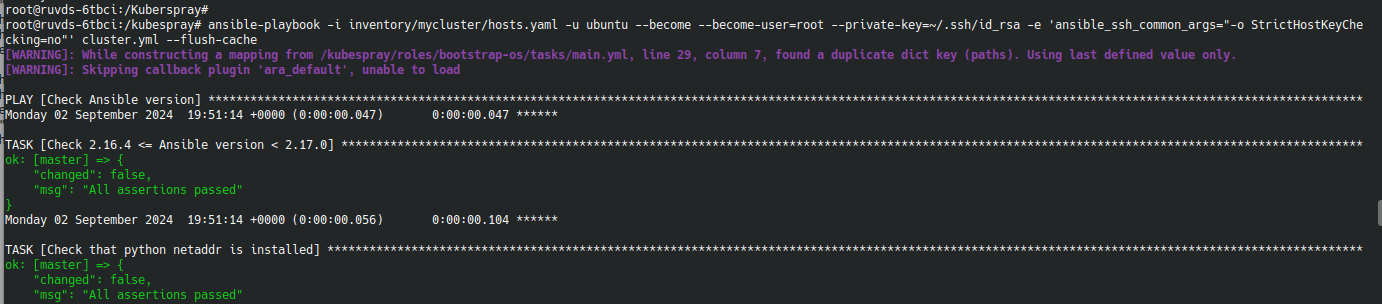 root@ruvds-6tbci:/Kuberspray#
root@ruvds-6tbci:/kubespray# ansible-playbook -i inventory/mycluster/hosts.yaml -u ubuntu --become --become-user=root --private-key=~/.ssh/id_rsa -e 'ansible_ssh_common_args="-o StrictHostKeyChe
cking=no"' cluster.yml --flush-cache
[WARNING]: While constructing a mapping from /kubespray/roles/bootstrap-os/tasks/main.yml, line 29, column 7, found a duplicate dict key (paths). Using last defined value only.
[WARNING]: Skipping callback plugin 'ara_default', unable to load
PLAY [Check Ansible version] *********************************************************************************************************************************************************************
Monday 02 September 2024  19:51:14 +0000 (0:00:00.047)       0:00:00.047 ******
TASK [Check 2.16.4 <= Ansible version < 2.17.0] **************************************************************************************************************************************************
ok: [master] => {
    "changed": false,
    "msg": "All assertions passed"
}
Monday 02 September 2024  19:51:14 +0000 (0:00:00.056)       0:00:00.104 ******
TASK [Check that python netaddr is installed] ****************************************************************************************************************************************************
ok: [master] => {
    "changed": false,
    "msg": "All assertions passed"